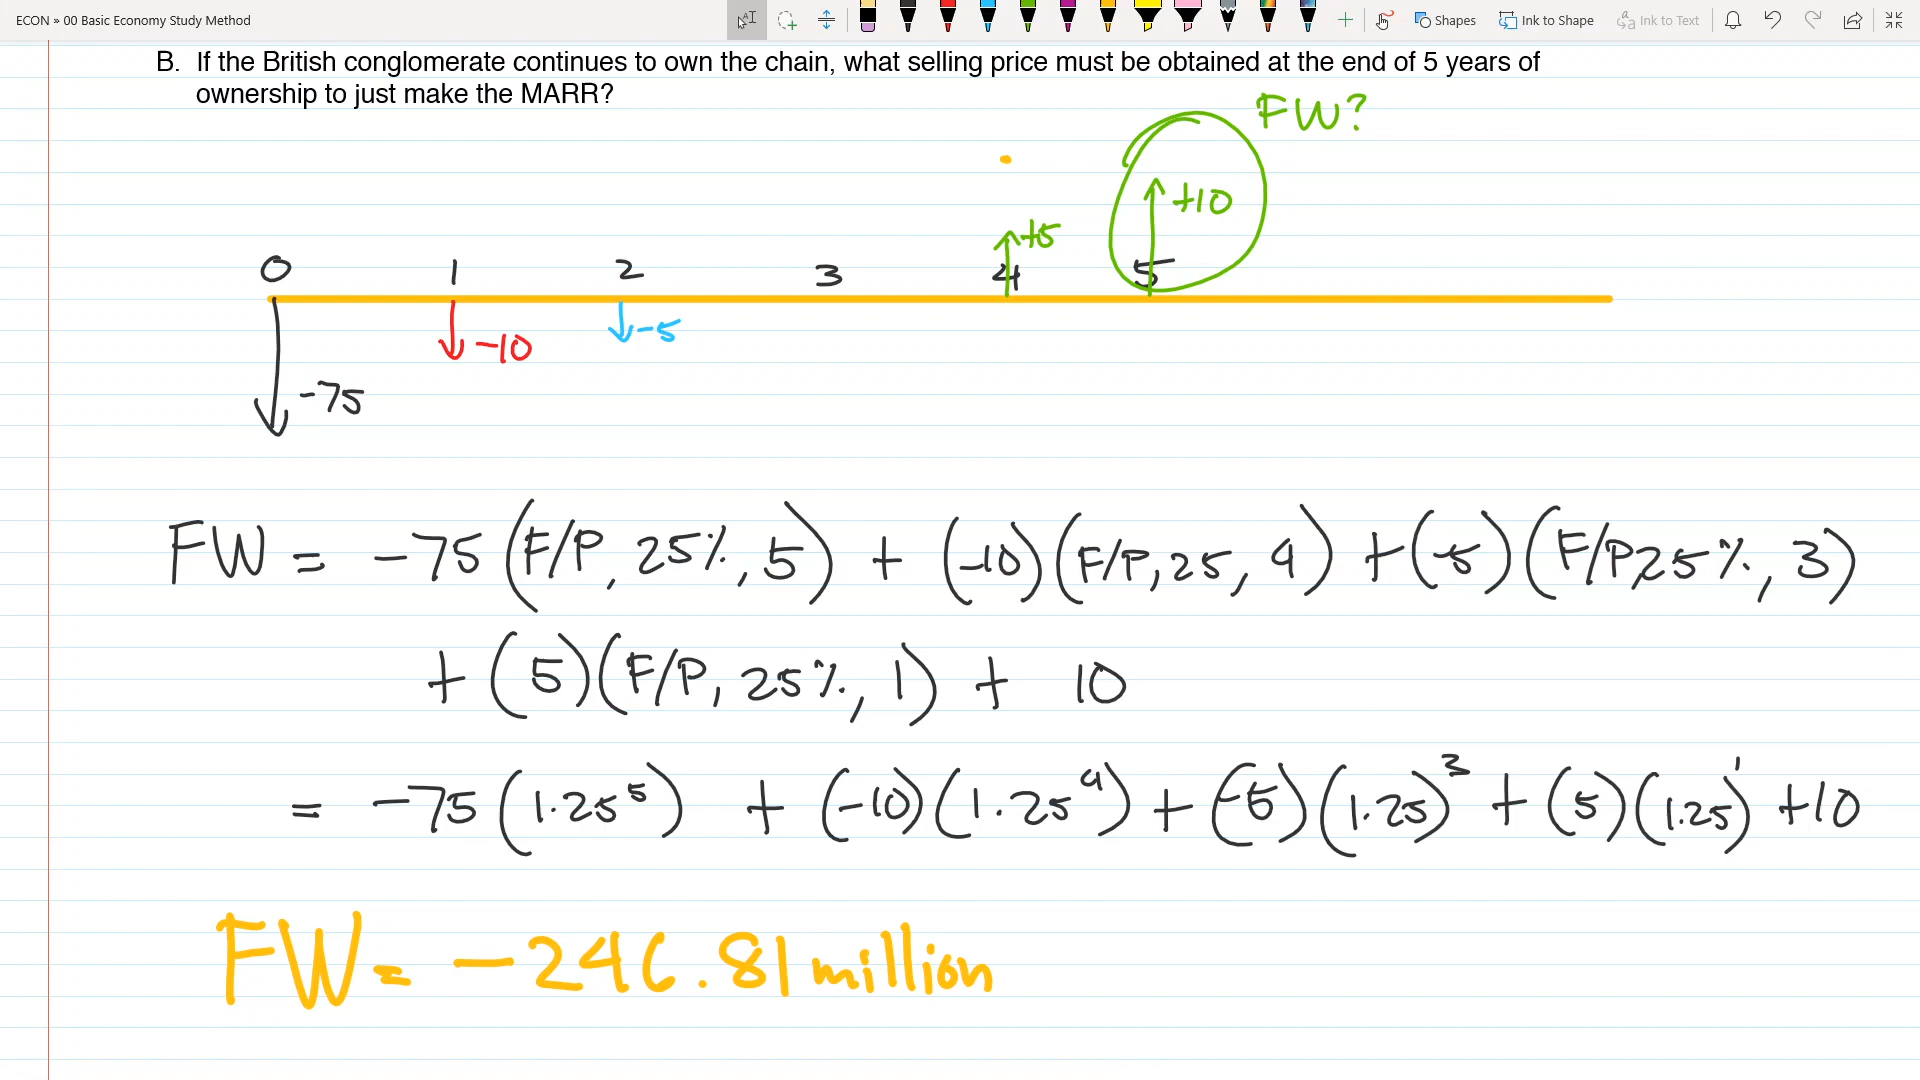 ECON » 00 Basic Economy Study Method
Shapes Ink to Shape Ink to Text
B. If the British conglomerate continues to own the chain, what selling price must be obtained at the end of 5 years of
ownership to just make the MARR?
FW?
+10
+5
0 1 2 3 4 5
-10 -5
-75
FW = -75 (F/P, 25%, 5) + (-10)(F/P, 25, 4) + (-5)(F/P, 25%, 3)
+ (5)(F/P, 25%, 1) + 10
= -75 (1.25⁵) + (-10)(1.25⁴) + (-5)(1.25)³ + (5)(1.25)¹ +10
FW = -246.81 million